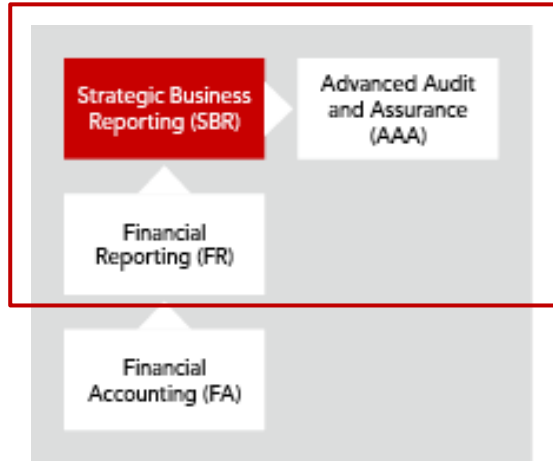 Strategic Business
Reporting (SBR)
Advanced Audit
and Assurance
(AAA)
Financial
Reporting (FR)
Financial
Accounting (FA)